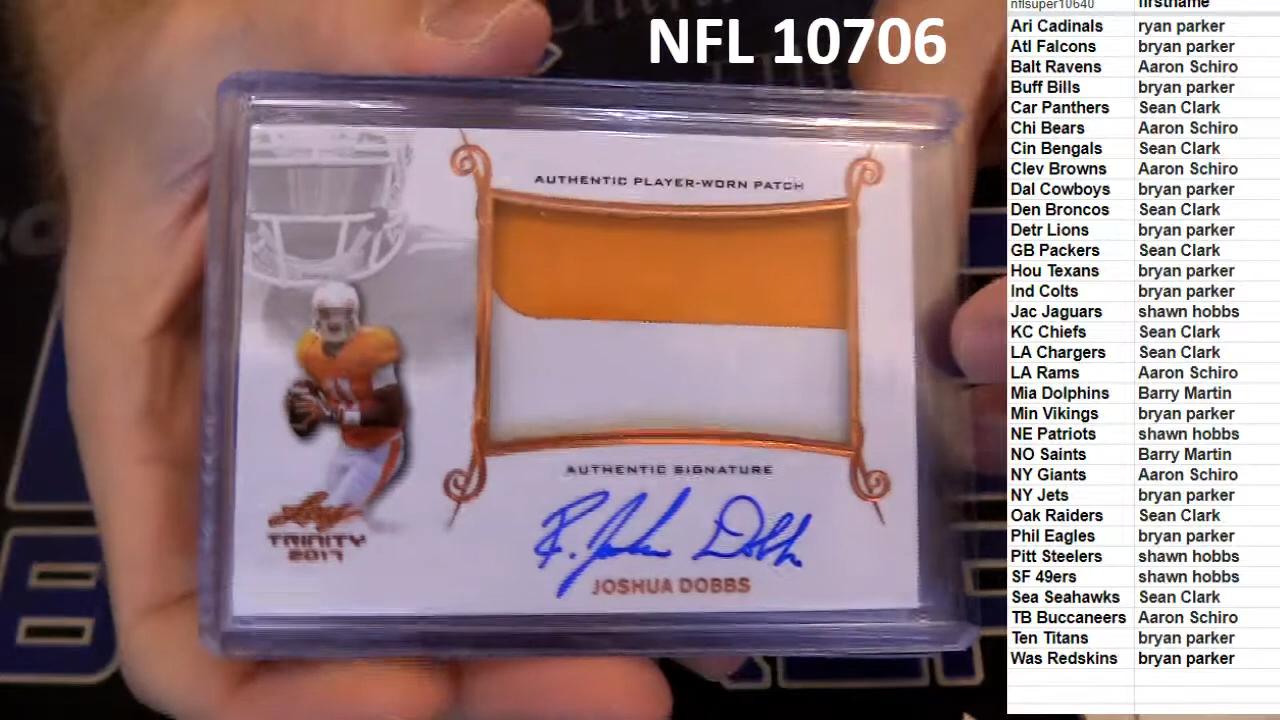 NFL 10706
AUTHENTIC PLAYER-WORN PATCH
AUTHENTIC SIGNATURE
R. Joshua Dobbs
JOSHUA DOBBS
Leaf
TRINITY
2017
11
nflsuper10640 firstname
Ari Cadinals ryan parker
Atl Falcons bryan parker
Balt Ravens Aaron Schiro
Buff Bills bryan parker
Car Panthers Sean Clark
Chi Bears Aaron Schiro
Cin Bengals Sean Clark
Clev Browns Aaron Schiro
Dal Cowboys bryan parker
Den Broncos Sean Clark
Detr Lions bryan parker
GB Packers Sean Clark
Hou Texans bryan parker
Ind Colts bryan parker
Jac Jaguars shawn hobbs
KC Chiefs Sean Clark
LA Chargers Sean Clark
LA Rams Aaron Schiro
Mia Dolphins Barry Martin
Min Vikings bryan parker
NE Patriots shawn hobbs
NO Saints Barry Martin
NY Giants Aaron Schiro
NY Jets bryan parker
Oak Raiders Sean Clark
Phil Eagles bryan parker
Pitt Steelers shawn hobbs
SF 49ers shawn hobbs
Sea Seahawks Sean Clark
TB Buccaneers Aaron Schiro
Ten Titans bryan parker
Was Redskins bryan parker